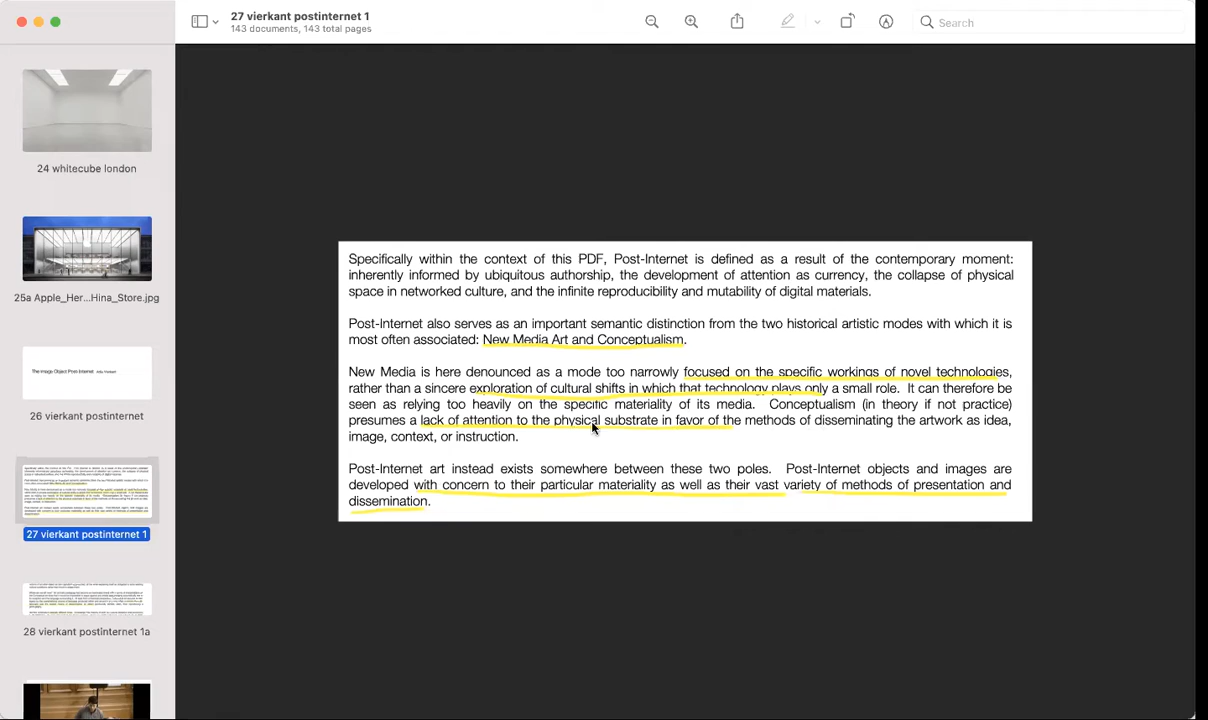 27 vierkant postinternet 1
143 documents, 143 total pages
Search
24 whitecube london
25a Apple_Her...Hina_Store.jpg
The Image Object Post-Internet
26 vierkant postinternet
27 vierkant postinternet 1
28 vierkant postinternet 1a
Specifically within the context of this PDF, Post-Internet is defined as a result of the contemporary moment:
inherently informed by ubiquitous authorship, the development of attention as currency, the collapse of physical
space in networked culture, and the infinite reproducibility and mutability of digital materials.
Post-Internet also serves as an important semantic distinction from the two historical artistic modes with which it is
most often associated: New Media Art and Conceptualism.
New Media is here denounced as a mode too narrowly focused on the specific workings of novel technologies,
rather than a sincere exploration of cultural shifts in which that technology plays only a small role. It can therefore be
seen as relying too heavily on the specific materiality of its media. Conceptualism (in theory if not practice)
presumes a lack of attention to the physical substrate in favor of the methods of disseminating the artwork as idea,
image, context, or instruction.
Post-Internet art instead exists somewhere between these two poles. Post-Internet objects and images are
developed with concern to their particular materiality as well as their vast variety of methods of presentation and
dissemination.